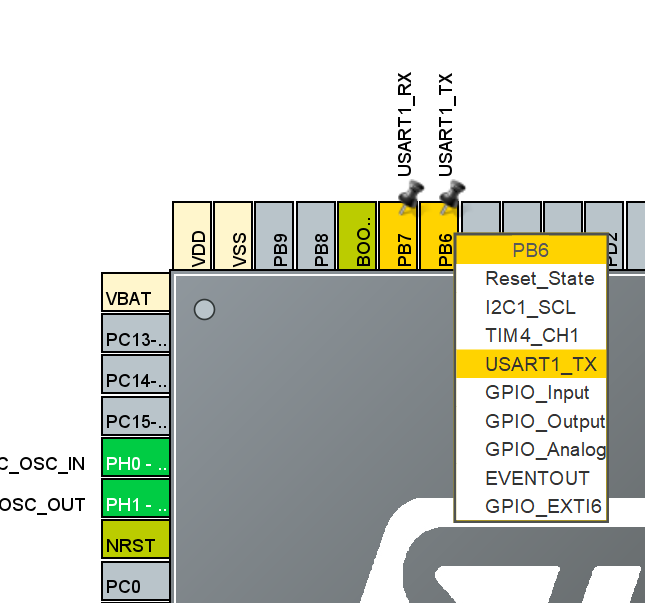 USART1_RX
USART1_TX
VDD
VSS
PB9
PB8
BOO..
PB7
PB6
PD2
PB6
Reset_State
I2C1_SCL
TIM4_CH1
USART1_TX
GPIO_Input
GPIO_Output
GPIO_Analog
EVENTOUT
GPIO_EXTI6
VBAT
PC13-..
PC14-..
PC15-..
C_OSC_IN
PH0 - ..
OSC_OUT
PH1 - ..
NRST
PC0